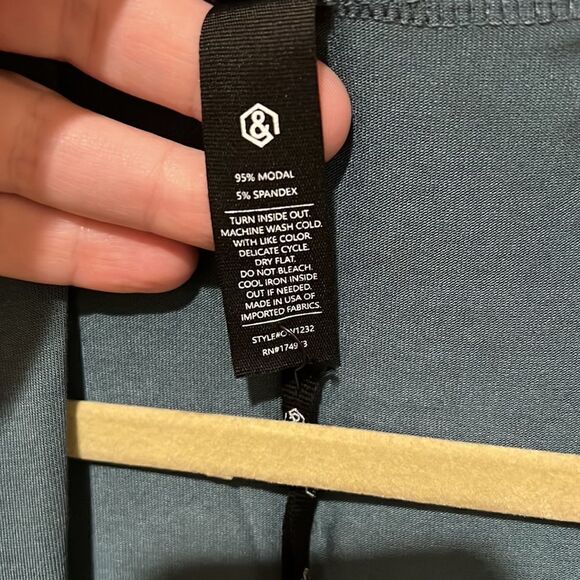 &
95% MODAL
5% SPANDEX
TURN INSIDE OUT.
MACHINE WASH COLD.
WITH LIKE COLOR.
DELICATE CYCLE.
DRY FLAT.
DO NOT BLEACH.
COOL IRON INSIDE
OUT IF NEEDED.
MADE IN USA OF
IMPORTED FABRICS.
&